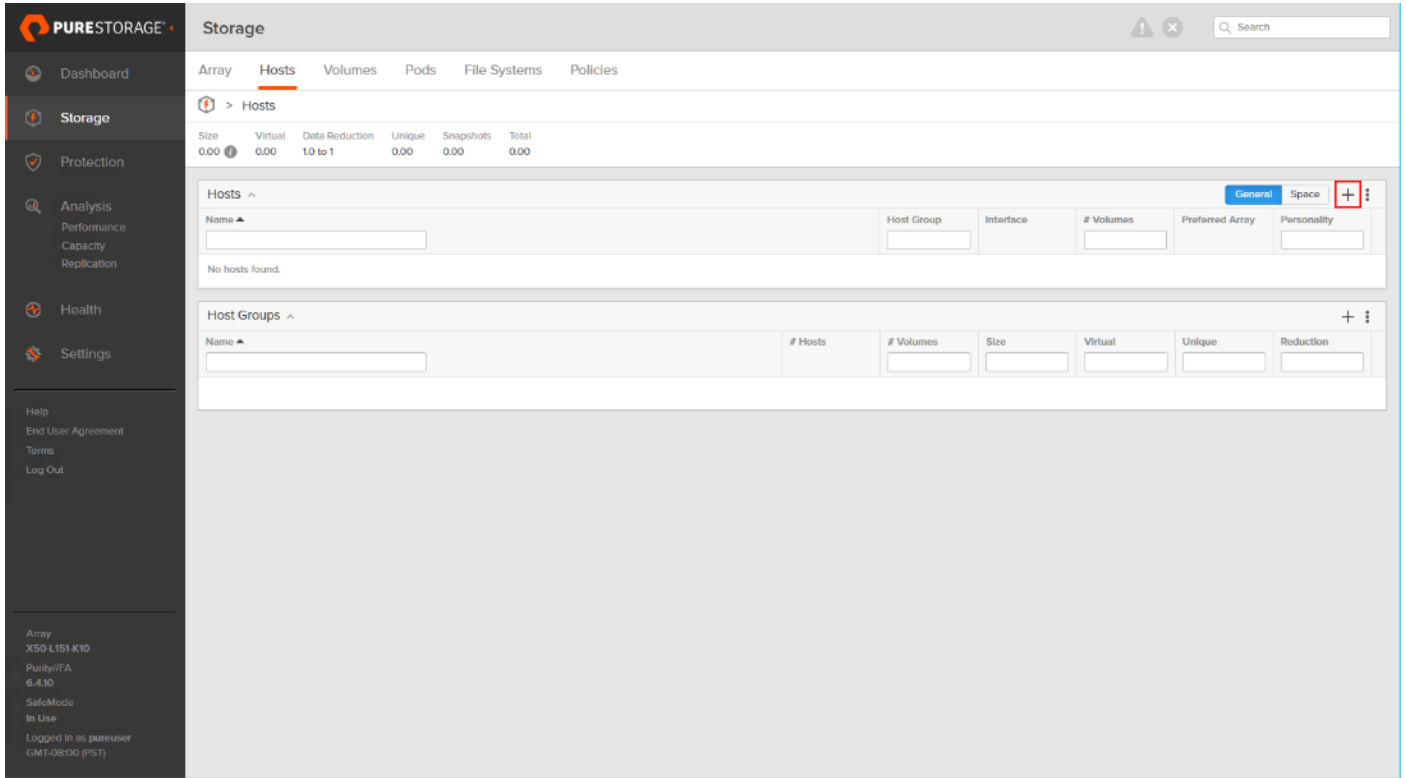 PURESTORAGE®
Storage
Search
Dashboard
Storage
Protection
Analysis
Performance
Capacity
Replication
Health
Settings
Help
End User Agreement
Terms
Log Out
Array
X50-L151-K10
Purity//FA
6.4.10
SafeMode
In Use
Logged in as pureuser
GMT-08:00 (PST)
Array Hosts Volumes Pods File Systems Policies
> Hosts
Size Virtual Data Reduction Unique Snapshots Total
0.00 0.00 1.0 to 1 0.00 0.00 0.00
Hosts General Space
Name Host Group Interface # Volumes Preferred Array Personality
No hosts found.
Host Groups
Name # Hosts # Volumes Size Virtual Unique Reduction